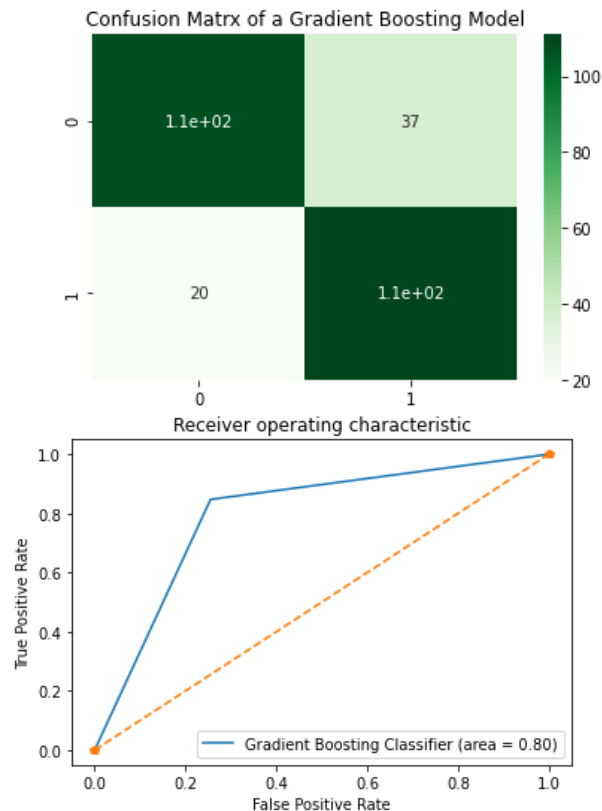 Confusion Matrx of a Gradient Boosting Model
0
1.1e+02
37
1
20
1.1e+02
0
1
100
80
60
40
20
Receiver operating characteristic
True Positive Rate
1.0
0.8
0.6
0.4
0.2
0.0
Gradient Boosting Classifier (area = 0.80)
0.0 0.2 0.4 0.6 0.8 1.0
False Positive Rate